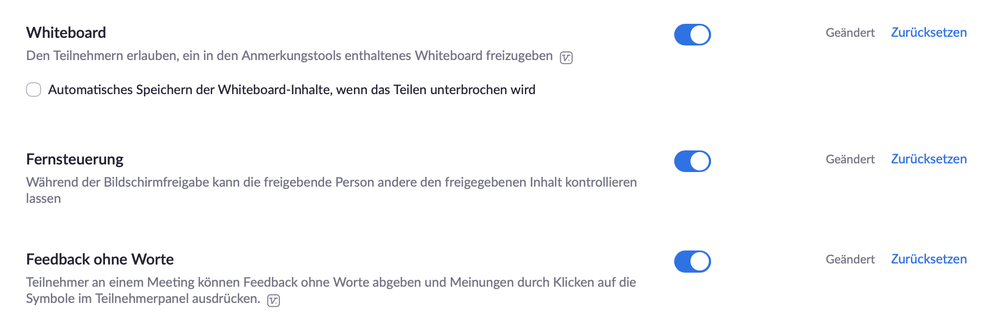 Whiteboard Geändert Zurücksetzen
Den Teilnehmern erlauben, ein in den Anmerkungstools enthaltenes Whiteboard freizugeben
Automatisches Speichern der Whiteboard-Inhalte, wenn das Teilen unterbrochen wird
Fernsteuerung Geändert Zurücksetzen
Während der Bildschirmfreigabe kann die freigebende Person andere den freigegebenen Inhalt kontrollieren
lassen
Feedback ohne Worte Geändert Zurücksetzen
Teilnehmer an einem Meeting können Feedback ohne Worte abgeben und Meinungen durch Klicken auf die
Symbole im Teilnehmerpanel ausdrücken.